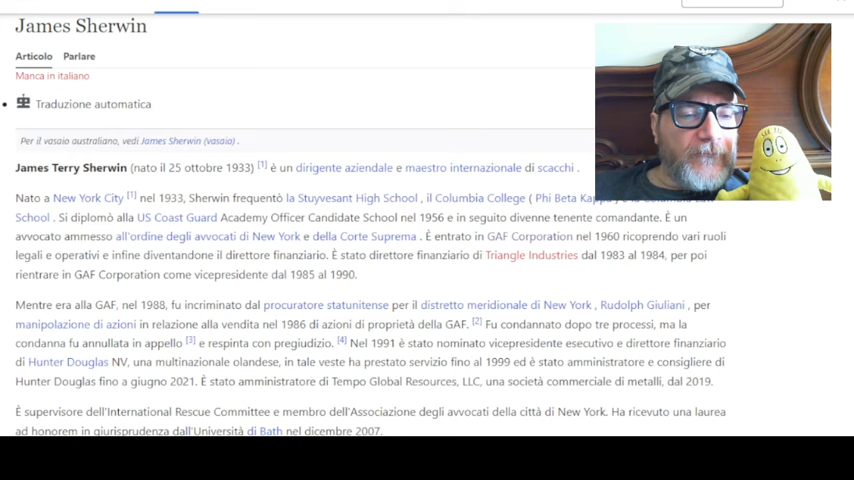 James Sherwin
Articolo Parlare
Manca in italiano
Traduzione automatica
Per il vasaio australiano, vedi James Sherwin (vasaio) .
James Terry Sherwin (nato il 25 ottobre 1933) [1] è un dirigente aziendale e maestro internazionale di scacchi .
Nato a New York City [1] nel 1933, Sherwin frequentò la Stuyvesant High School , il Columbia College ( Phi Beta
School . Si diplomò alla US Coast Guard Academy Officer Candidate School nel 1956 e in seguito divenne tenente comandante. È un
avvocato ammesso all'ordine degli avvocati di New York e della Corte Suprema . È entrato in GAF Corporation nel 1960 ricoprendo vari ruoli
legali e operativi e infine diventandone il direttore finanziario. È stato direttore finanziario di Triangle Industries dal 1983 al 1984, per poi
rientrare in GAF Corporation come vicepresidente dal 1985 al 1990.
Mentre era alla GAF, nel 1988, fu incriminato dal procuratore statunitense per il distretto meridionale di New York , Rudolph Giuliani , per
manipolazione di azioni in relazione alla vendita nel 1986 di azioni di proprietà della GAF. [2] Fu condannato dopo tre processi, ma la
condanna fu annullata in appello [3] e respinta con pregiudizio. [4] Nel 1991 è stato nominato vicepresidente esecutivo e direttore finanziario
di Hunter Douglas NV, una multinazionale olandese, in tale veste ha prestato servizio fino al 1999 ed è stato amministratore e consigliere di
Hunter Douglas fino a giugno 2021. È stato amministratore di Tempo Global Resources, LLC, una società commerciale di metalli, dal 2019.
È supervisore dell'International Rescue Committee e membro dell'Associazione degli avvocati della città di New York. Ha ricevuto una laurea
ad honorem in giurisprudenza dall'Università di Bath nel dicembre 2007.